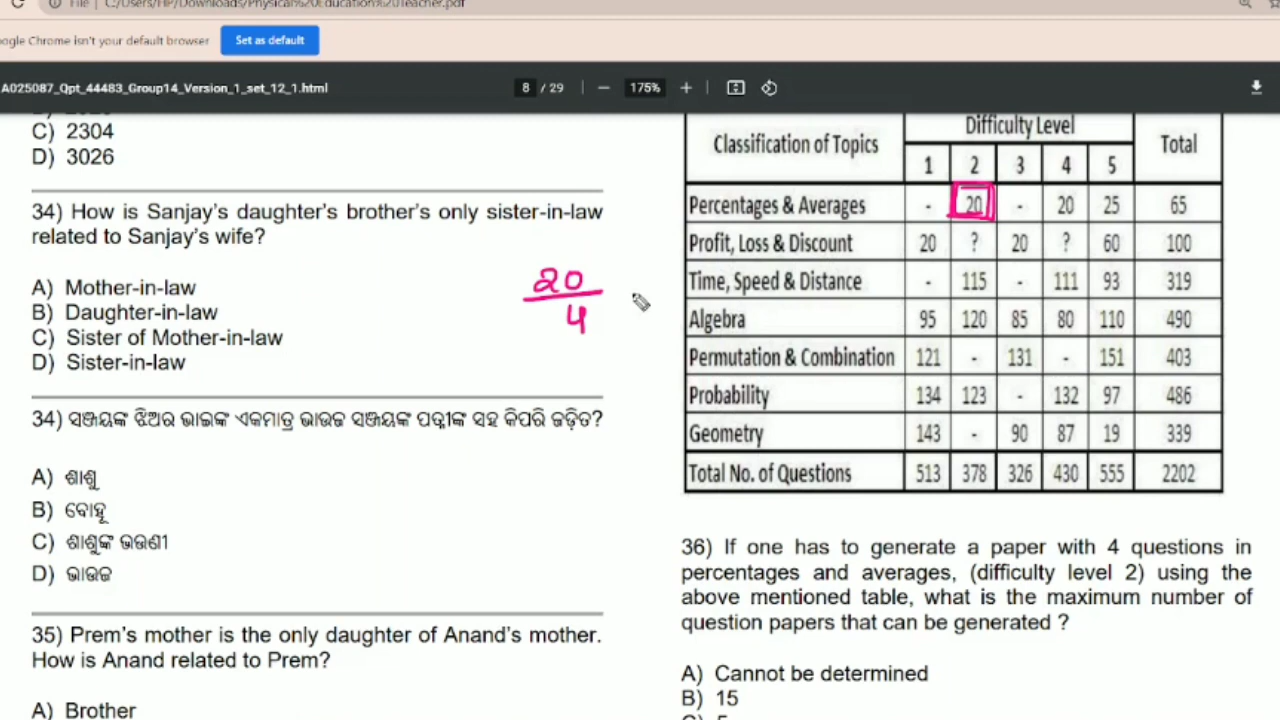 File | C:/Users/HP/Downloads/Physical%20Education%20Teacher.pdf
ogle Chrome isn't your default browser Set as default
A025087_Qpt_44483_Group14_Version_1_set_12_1.html 8 / 29 175%
C) 2304
D) 3026
34) How is Sanjay's daughter's brother's only sister-in-law
related to Sanjay's wife?
A) Mother-in-law
B) Daughter-in-law
C) Sister of Mother-in-law
D) Sister-in-law
20
4
34) ସଞ୍ଜୟଙ୍କ ଝିଅର ଭାଇଙ୍କ ଏକମାତ୍ର ଭାଉଜ ସଞ୍ଜୟଙ୍କ ପତ୍ନୀଙ୍କ ସହ କିପରି ଜଡ଼ିତ?
A) ଶାଶୁ
B) ବୋହୂ
C) ଶାଶୁଙ୍କ ଭଉଣୀ
D) ଭାଉଜ
35) Prem's mother is the only daughter of Anand's mother.
How is Anand related to Prem?
A) Brother
Classification of Topics Difficulty Level Total
1 2 3 4 5
Percentages & Averages - 20 - 20 25 65
Profit, Loss & Discount 20 ? 20 ? 60 100
Time, Speed & Distance - 115 - 111 93 319
Algebra 95 120 85 80 110 490
Permutation & Combination 121 - 131 - 151 403
Probability 134 123 - 132 97 486
Geometry 143 - 90 87 19 339
Total No. of Questions 513 378 326 430 555 2202
36) If one has to generate a paper with 4 questions in
percentages and averages, (difficulty level 2) using the
above mentioned table, what is the maximum number of
question papers that can be generated ?
A) Cannot be determined
B) 15